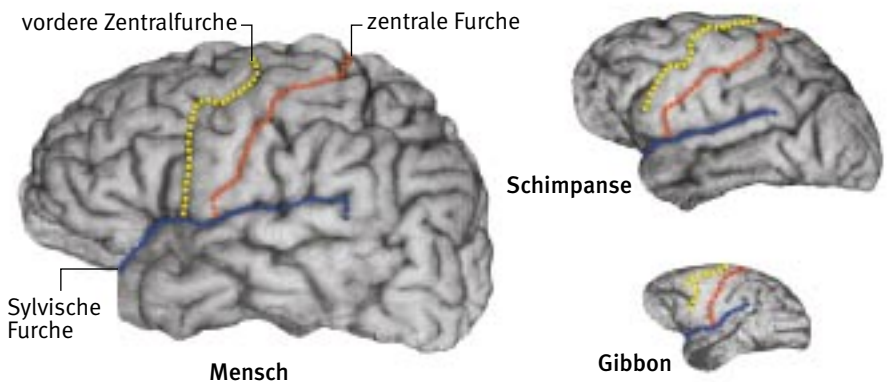 vordere Zentralfurche
zentrale Furche
Schimpanse
Sylvische
Furche
Mensch
Gibbon